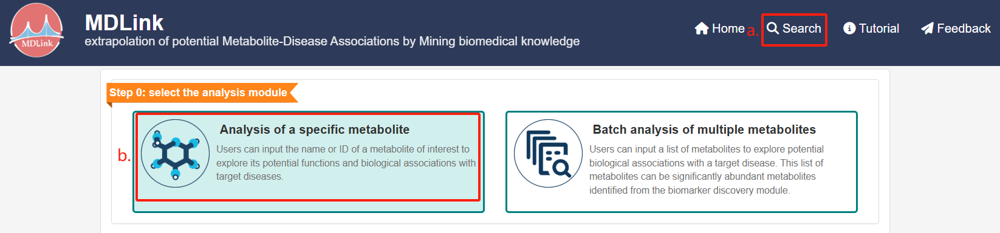 MDLink
MDLink
extrapolation of potential Metabolite-Disease Associations by Mining biomedical knowledge
Home
a.
Search
Tutorial
Feedback
Step 0: select the analysis module
b.
Analysis of a specific metabolite
Users can input the name or ID of a metabolite of interest to
explore its potential functions and biological associations with
target diseases.
Batch analysis of multiple metabolites
Users can input a list of metabolites to explore potential
biological associations with a target disease. This list of
metabolites can be significantly abundant metabolites
identified from the biomarker discovery module.